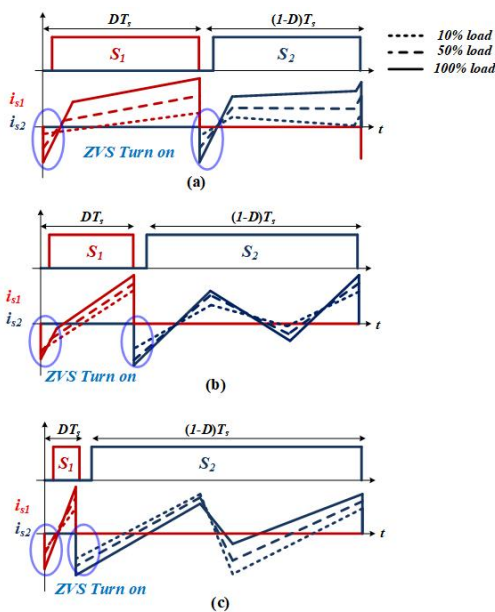 DTs
(1-D)Ts
10% load
50% load
100% load
S1
S2
is1
is2
t
ZVS Turn on
(a)
DTs
(1-D)Ts
S1
S2
is1
is2
t
ZVS Turn on
(b)
DTs
(1-D)Ts
S1
S2
is1
is2
t
ZVS Turn on
(c)